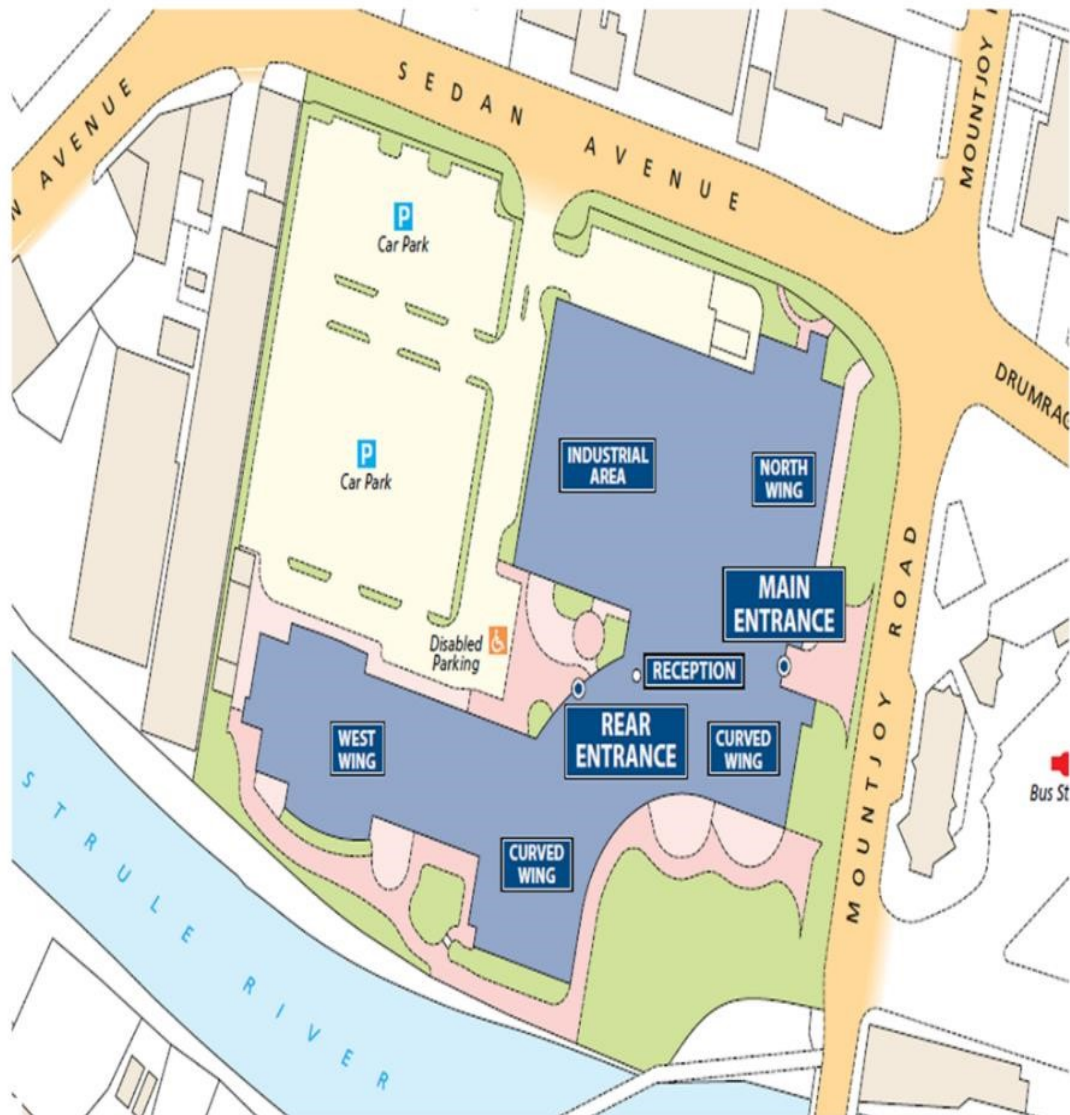 SEDAN AVENUE
N AVENUE
MOUNTJOY
P
Car Park
DRUMRAG
P
Car Park
INDUSTRIAL
AREA
NORTH
WING
MAIN
ENTRANCE
Disabled
Parking
RECEPTION
REAR
ENTRANCE
WEST
WING
CURVED
WING
MOUNTJOY ROAD
Bus St
CURVED
WING
STRULE RIVER